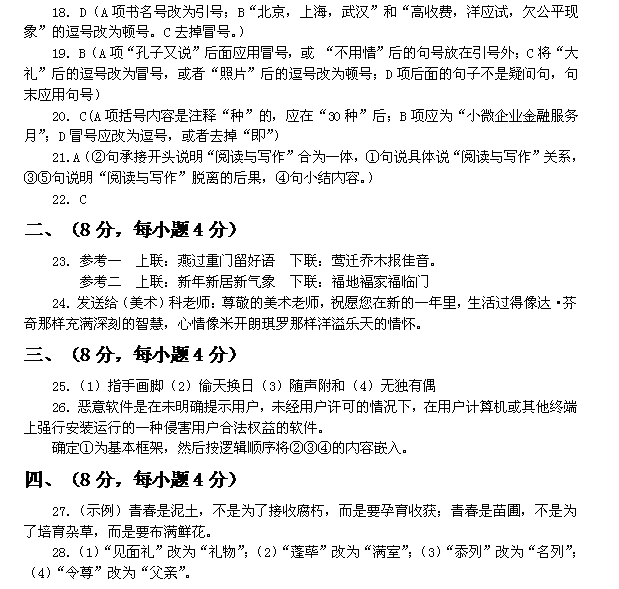 18. D（A项书名号改为引号；B“北京，上海，武汉”和“高收费，洋应试，欠公平现
象”的逗号改为顿号。C去掉冒号。）
19. B（A项“孔子又说”后面应用冒号，或 “不用情”后的句号放在引号外；C将“大
礼”后的逗号改为冒号，或者“照片”后的逗号改为顿号；D项后面的句子不是疑问句，句
末应用句号）
20. C(A项括号内容是注释“种”的，应在“30种”后；B项应为“小微企业金融服务
月”；D冒号应改为逗号，或者去掉“即”）
21.A（②句承接开头说明“阅读与写作”合为一体，①句说具体说“阅读与写作”关系，
③⑤句说明“阅读与写作”脱离的后果，④句小结内容。）
22. C
二、（8分，每小题4分）
23. 参考一 上联：燕过重门留好语 下联：莺迁乔木报佳音。
参考二 上联：新年新居新气象 下联：福地福家福临门
24. 发送给（美术）科老师：尊敬的美术老师，祝愿您在新的一年里，生活过得像达·芬
奇那样充满深刻的智慧，心情像米开朗琪罗那样洋溢乐天的情怀。
三、（8分，每小题4分）
25.（1）指手画脚（2）偷天换日（3）随声附和（4）无独有偶
26. 恶意软件是在未明确提示用户，未经用户许可的情况下，在用户计算机或其他终端
上强行安装运行的一种侵害用户合法权益的软件。
确定①为基本框架，然后按逻辑顺序将②③④的内容嵌入。
四、（8分，每小题4分）
27.（示例）青春是泥土，不是为了接收腐朽，而是要孕育收获；青春是苗圃，不是为
了培育杂草，而是要布满鲜花。
28.（1）“见面礼”改为“礼物”；（2）“蓬荜”改为“满室”；（3）“忝列”改为“名列”；
（4）“令尊”改为“父亲”。